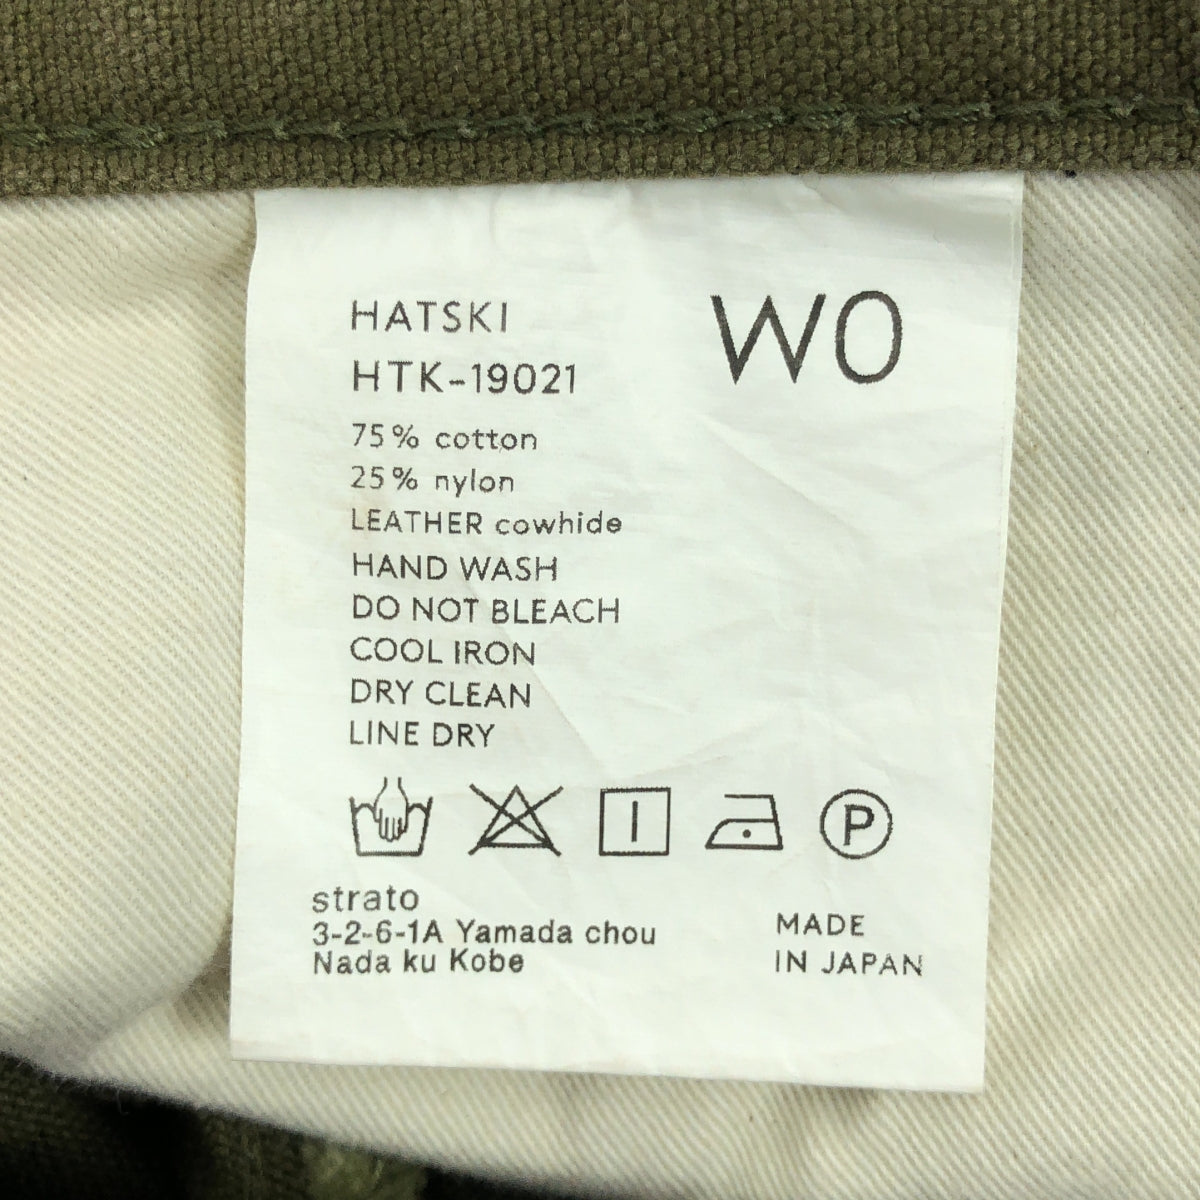 HATSKI
WO
HTK-19021
75% cotton
25% nylon
LEATHER cowhide
HAND WASH
DO NOT BLEACH
COOL IRON
DRY CLEAN
LINE DRY
P
strato
3-2-6-1A Yamada chou
Nada ku Kobe
MADE
IN JAPAN